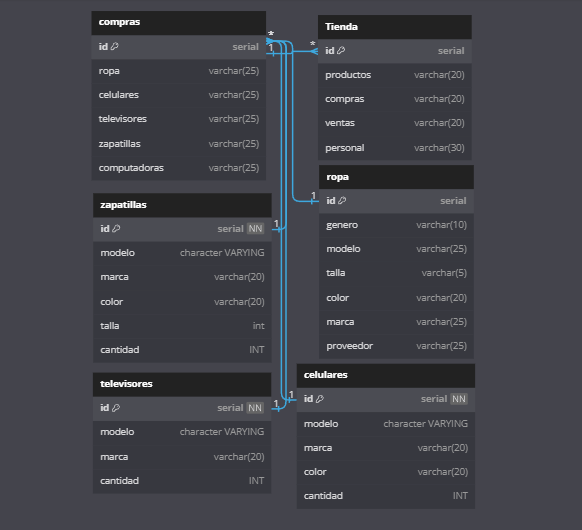 compras
id serial
ropa varchar(25)
celulares varchar(25)
televisores varchar(25)
zapatillas varchar(25)
computadoras varchar(25)
*
1
*
Tienda
id serial
productos varchar(20)
compras varchar(20)
ventas varchar(20)
personal varchar(30)
ropa
1
id serial
genero varchar(10)
modelo varchar(25)
talla varchar(5)
color varchar(20)
marca varchar(25)
proveedor varchar(25)
zapatillas
id serial NN
1
modelo character VARYING
marca varchar(20)
color varchar(20)
talla int
cantidad INT
televisores
id serial NN
1
modelo character VARYING
marca varchar(20)
cantidad INT
celulares
1
id serial NN
modelo character VARYING
marca varchar(20)
color varchar(20)
cantidad INT